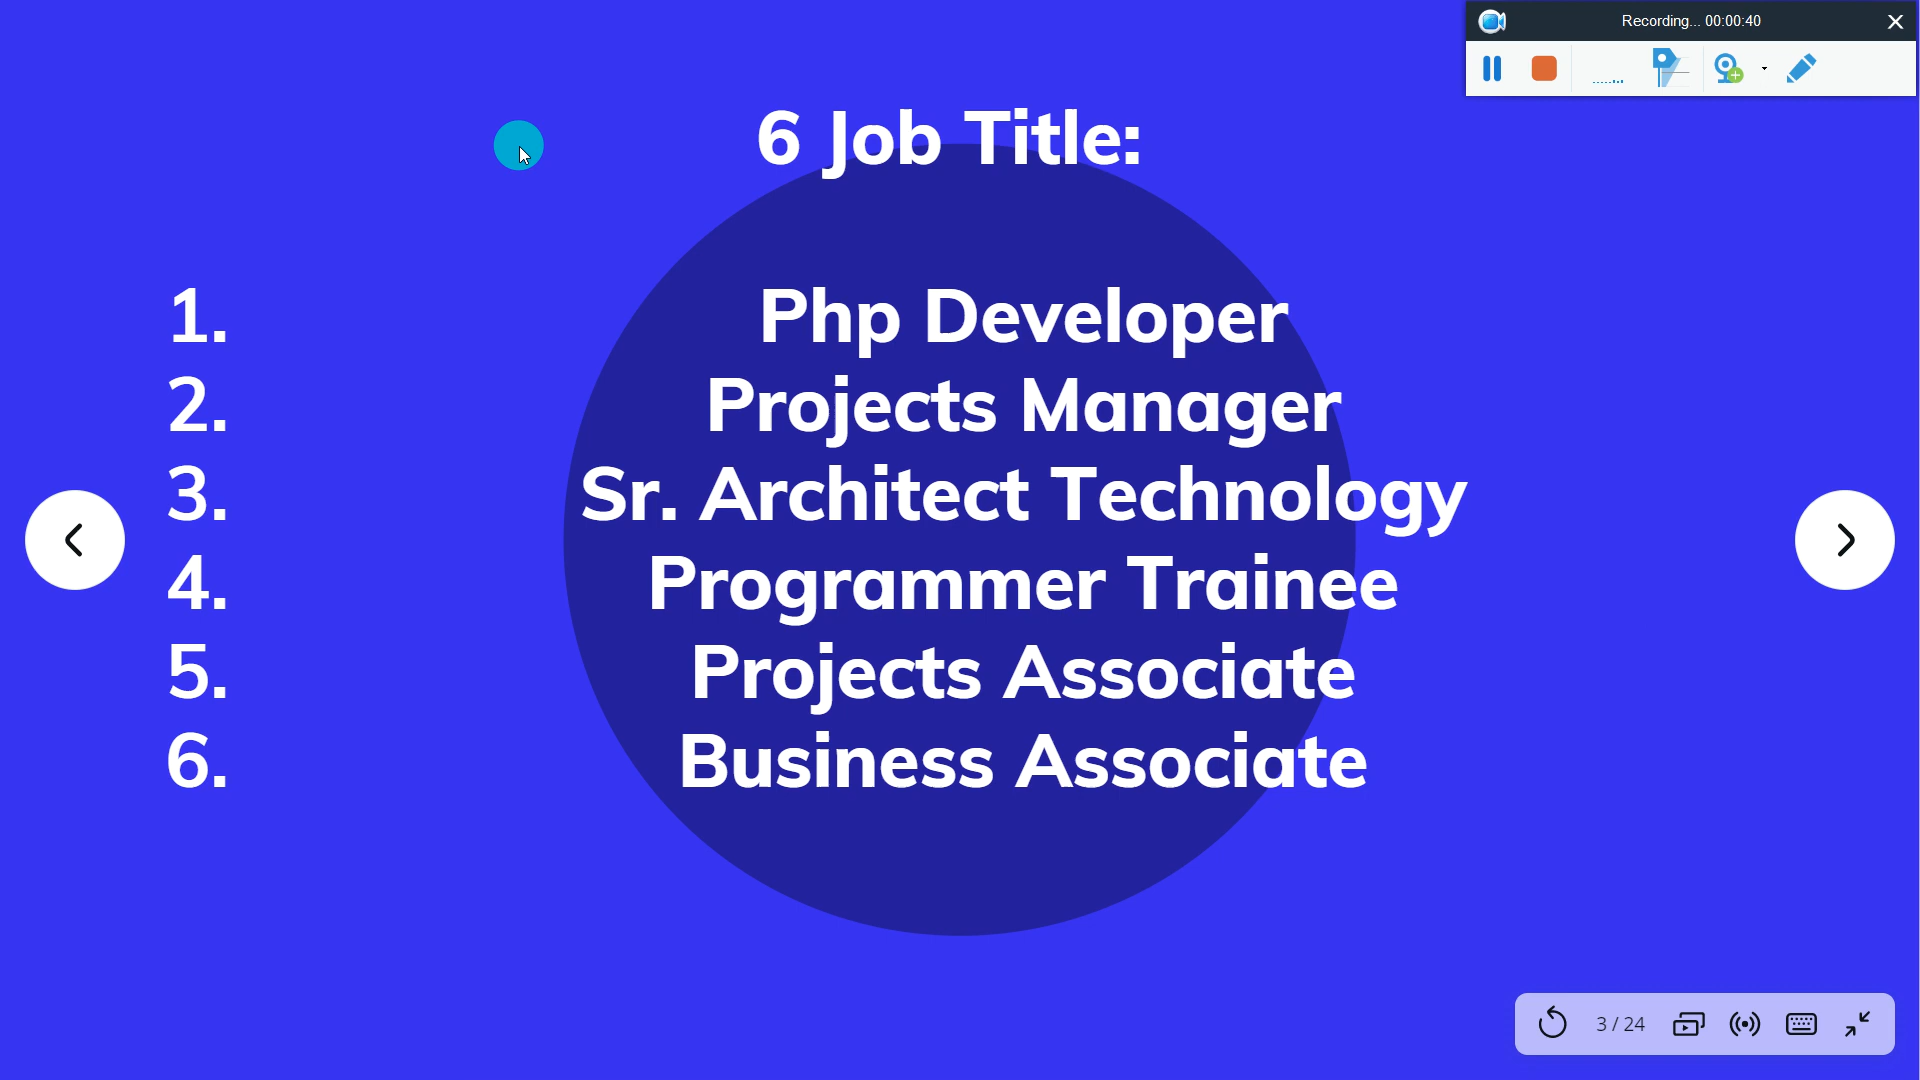 Recording... 00:00:40
6 Job Title:
1. Php Developer
2. Projects Manager
3. Sr. Architect Technology
4. Programmer Trainee
5. Projects Associate
6. Business Associate
3 / 24